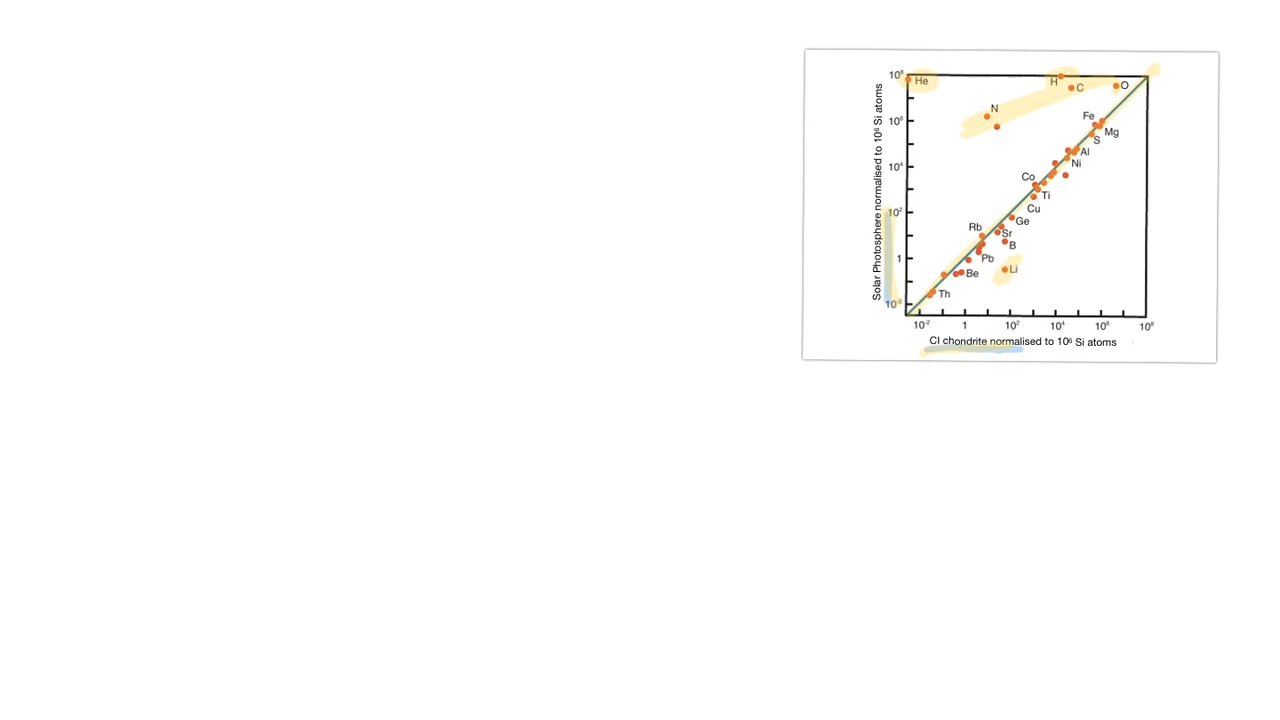 10⁸
He
H
C
O
N
10⁶
Fe
Mg
S
Al
10⁴
Ni
Co
Ti
10²
Cu
Ge
Rb
Sr
B
1
Pb
Li
Be
10⁻²
Th
10⁻² 1 10² 10⁴ 10⁶ 10⁸
Solar Photosphere normalised to 10⁶ Si atoms
CI chondrite normalised to 10⁶ Si atoms